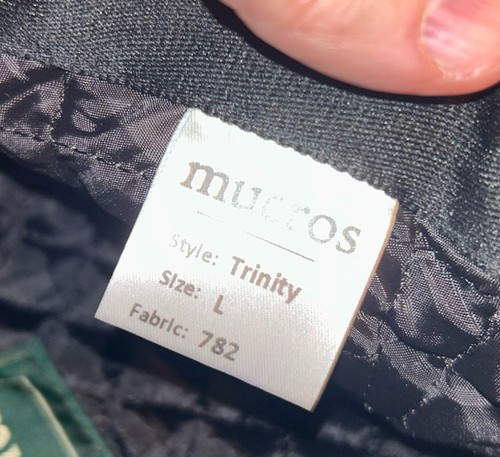 mucros
Style: Trinity
Size: L
Fabric: 782